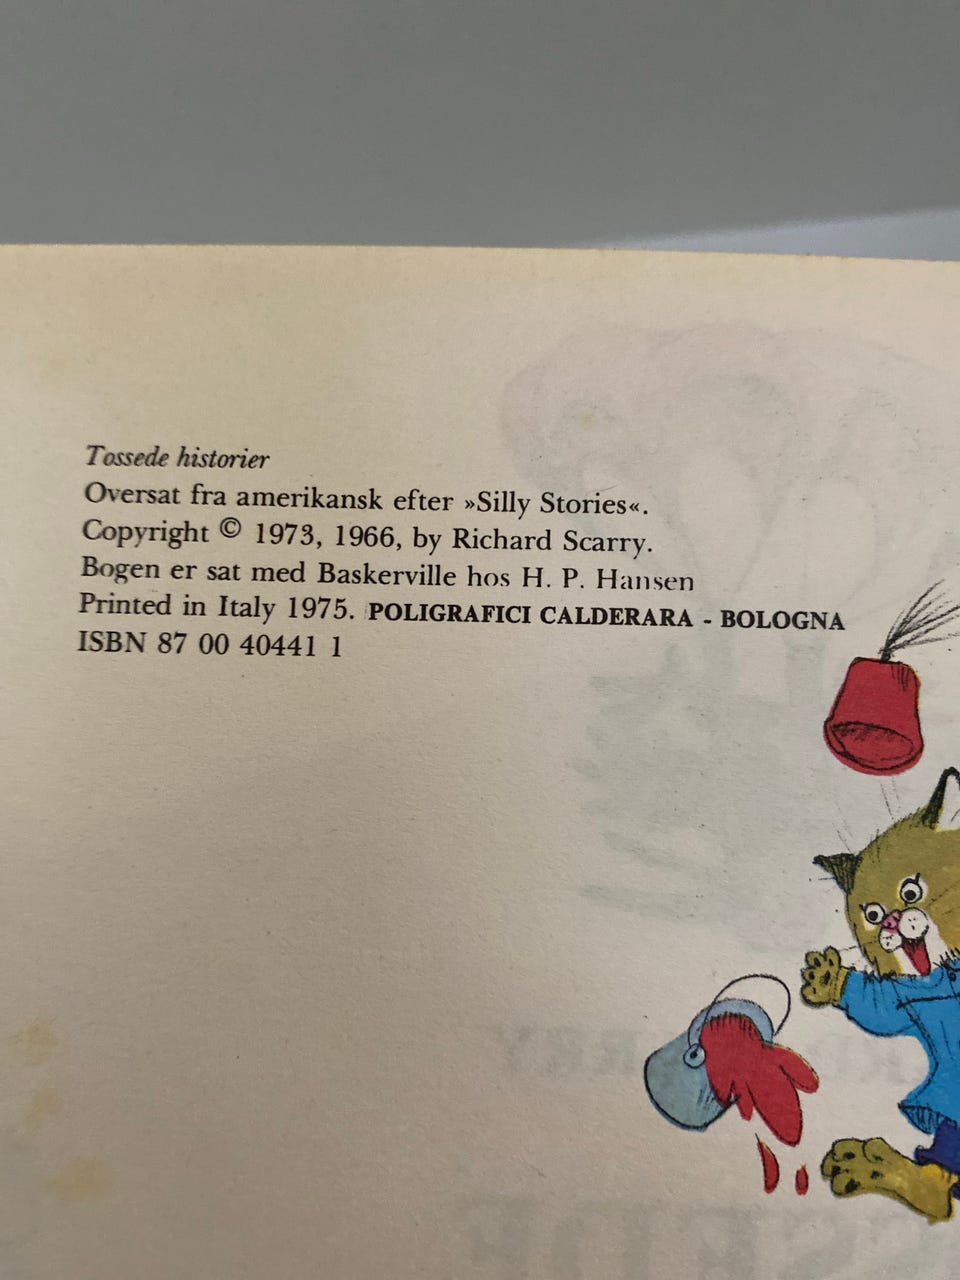 Tossede historier
Oversat fra amerikansk efter »Silly Stories«.
Copyright © 1973, 1966, by Richard Scarry.
Bogen er sat med Baskerville hos H. P. Hansen
Printed in Italy 1975. POLIGRAFICI CALDERARA - BOLOGNA
ISBN 87 00 40441 1